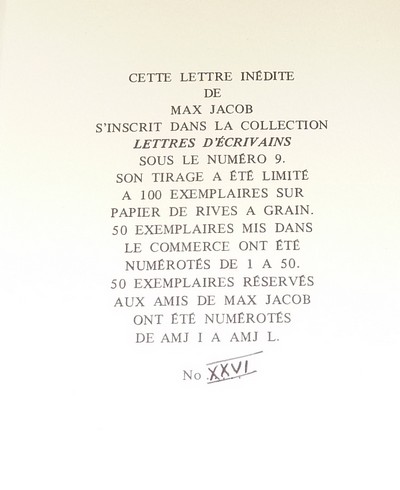 CETTE LETTRE INÉDITE
DE
MAX JACOB
S'INSCRIT DANS LA COLLECTION
LETTRES D'ÉCRIVAINS
SOUS LE NUMÉRO 9.
SON TIRAGE A ÉTÉ LIMITÉ
A 100 EXEMPLAIRES SUR
PAPIER DE RIVES A GRAIN.
50 EXEMPLAIRES MIS DANS
LE COMMERCE ONT ÉTÉ
NUMÉROTÉS DE 1 A 50.
50 EXEMPLAIRES RÉSERVÉS
AUX AMIS DE MAX JACOB
ONT ÉTÉ NUMÉROTÉS
DE AMJ I A AMJ L.
No XXVI